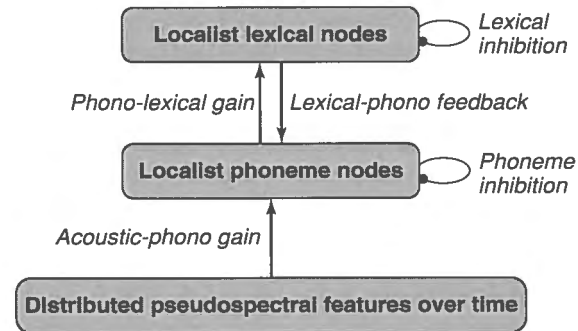 Localist lexical nodes
Lexical
inhibition
Phono-lexical gain
Lexical-phono feedback
Localist phoneme nodes
Phoneme
inhibition
Acoustic-phono gain
Distributed pseudospectral features over time